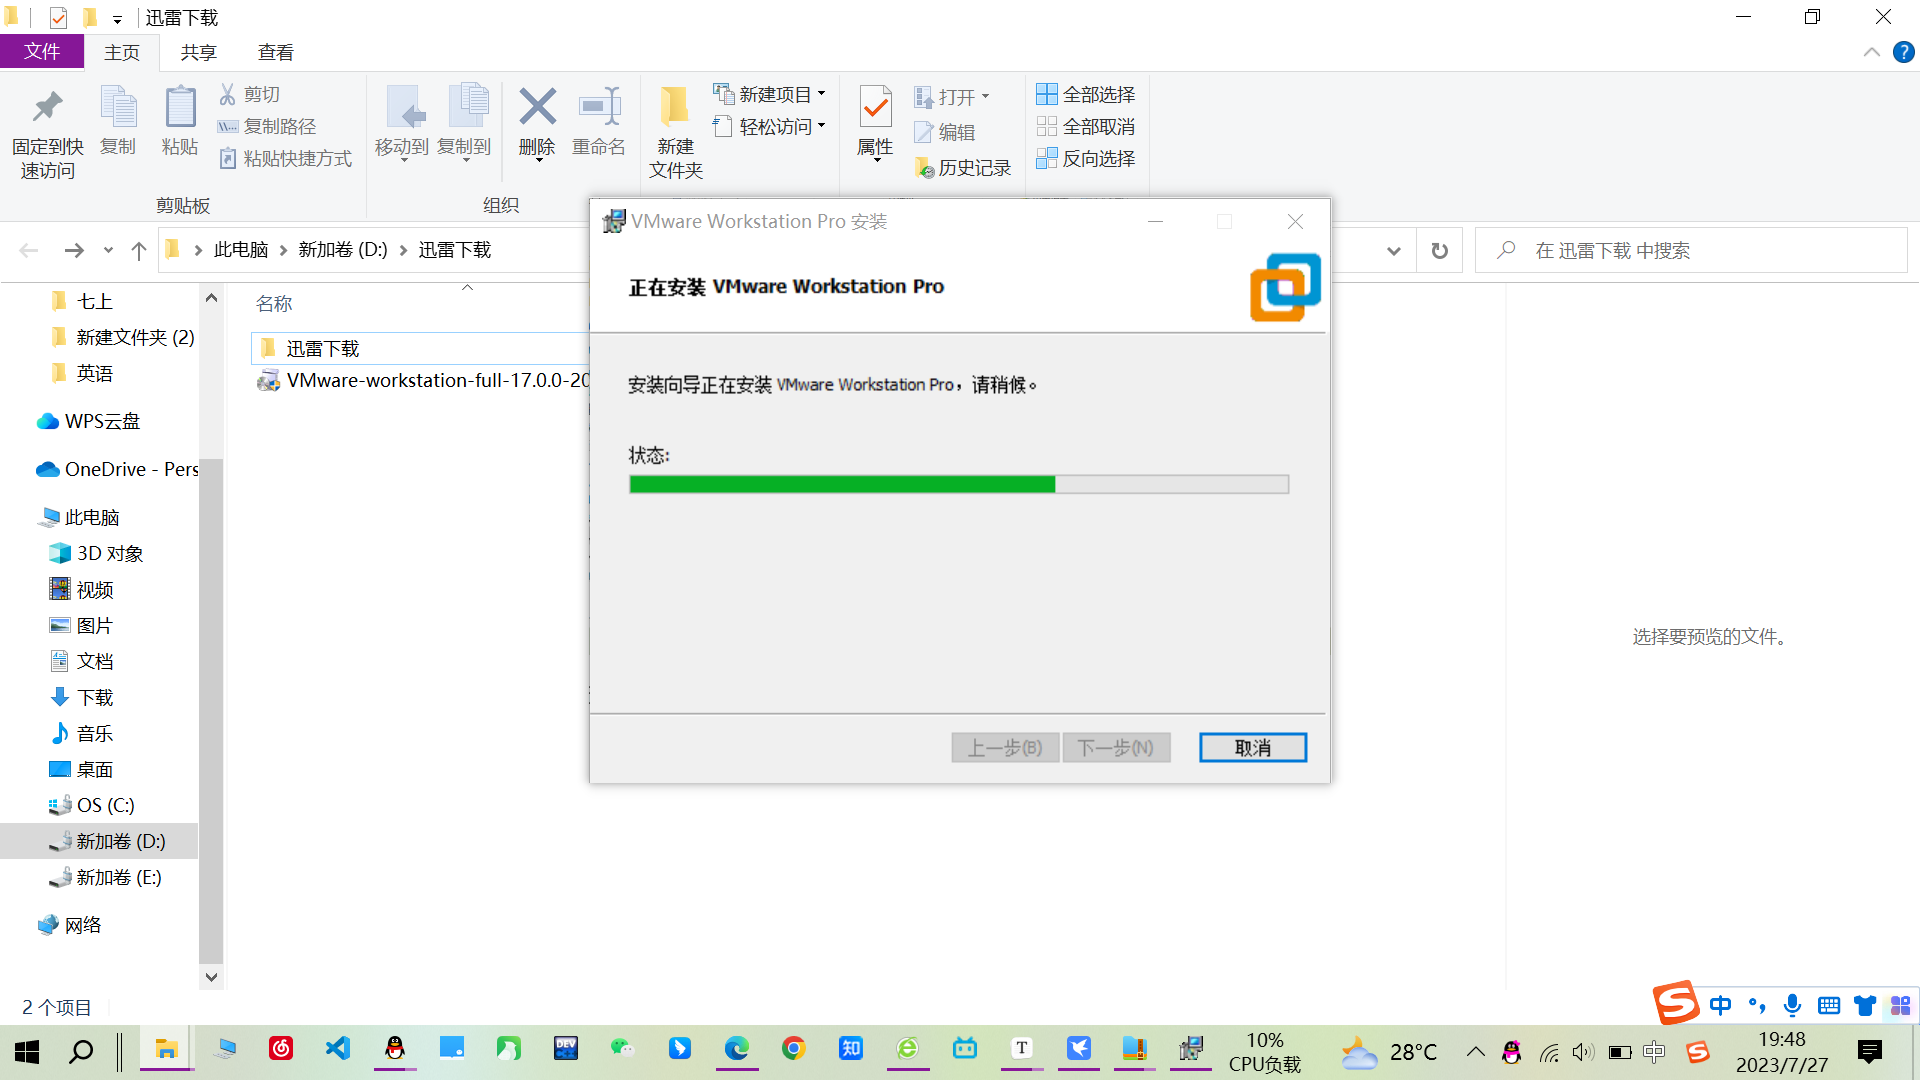 迅雷下载
文件
主页
共享
查看
固定到快
速访问
复制
粘贴
剪切
复制路径
粘贴快捷方式
剪贴板
移动到
复制到
删除
重命名
组织
新建
文件夹
新建项目
轻松访问
属性
打开
编辑
历史记录
全部选择
全部取消
反向选择
此电脑
新加卷 (D:)
迅雷下载
在 迅雷下载 中搜索
七上
新建文件夹 (2)
英语
WPS云盘
OneDrive - Pers
此电脑
3D 对象
视频
图片
文档
下载
音乐
桌面
OS (C:)
新加卷 (D:)
新加卷 (E:)
网络
名称
迅雷下载
VMware-workstation-full-17.0.0-20
VMware Workstation Pro 安装
正在安装 VMware Workstation Pro
安装向导正在安装 VMware Workstation Pro，请稍候。
状态:
上一步(B)
下一步(N)
取消
选择要预览的文件。
2 个项目
中
DEV
知
T
10%
CPU负载
28°C
中
19:48
2023/7/27